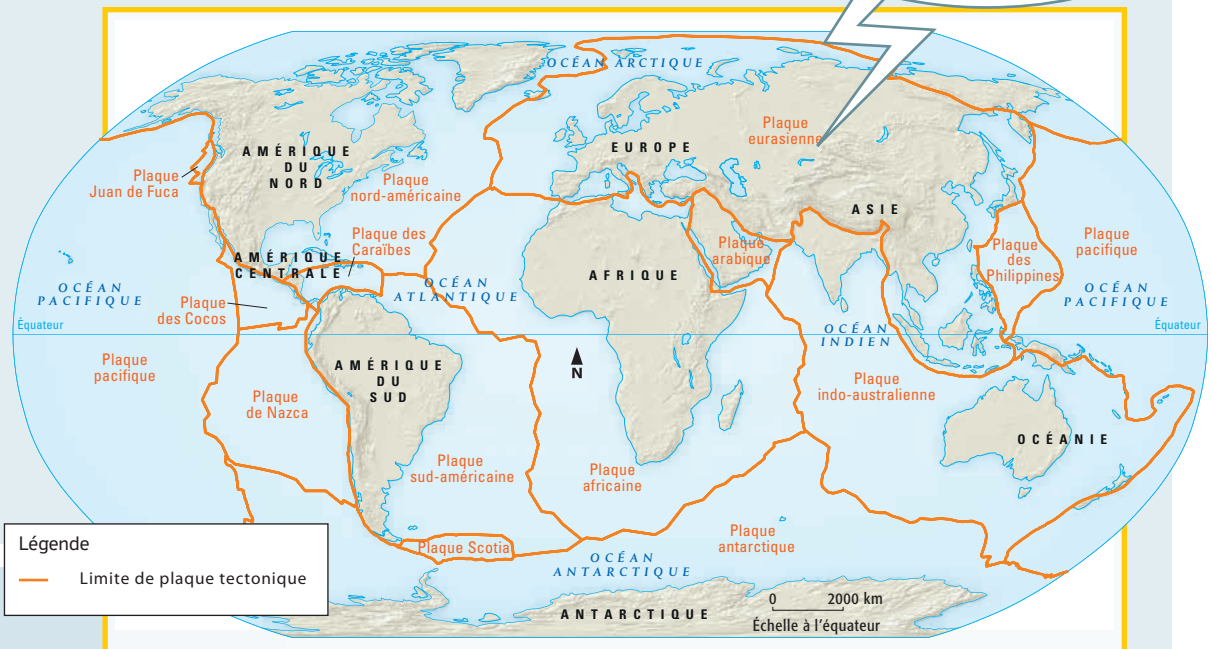 OCÉAN ARCTIQUE
Plaque
eurasienne
EUROPE
AMÉRIQUE
DU
NORD
Plaque
Juan de Fuca
Plaque
nord-américaine
ASIE
Plaque des
Caraïbes
Plaque
arabique
Plaque
des
Philippines
Plaque
pacifique
AMÉRIQUE
CENTRALE
AFRIQUE
OCÉAN
PACIFIQUE
OCÉAN
ATLANTIQUE
OCÉAN
PACIFIQUE
Plaque
des Cocos
Équateur
OCÉAN
INDIEN
Équateur
Plaque
pacifique
AMÉRIQUE
DU
SUD
N
Plaque
indo-australienne
Plaque
de Nazca
OCÉANIE
Plaque
sud-américaine
Plaque
africaine
Plaque
antarctique
Plaque Scotia
OCÉAN
ANTARCTIQUE
Légende
Limite de plaque tectonique
ANTARCTIQUE
0 2000 km
Échelle à l'équateur